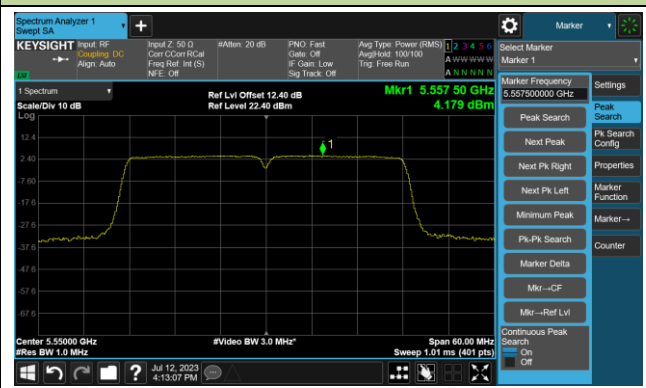 Spectrum Analyzer 1
Swept SA
+
Marker
KEYSIGHT
Input: RF
Coupling: DC
Align: Auto
Input Z: 50 Ω
Corr CCorr RCal
Freq Ref: Int (S)
NFE: Off
#Atten: 20 dB
PNO: Fast
Gate: Off
IF Gain: Low
Sig Track: Off
Avg Type: Power (RMS)
Avg|Hold: 100/100
Trig: Free Run
1 2 3 4 5 6
A W W W W W
A N N N N N
Select Marker
Marker 1
1 Spectrum
Scale/Div 10 dB
Log
Ref Lvl Offset 12.40 dB
Ref Level 22.40 dBm
Mkr1 5.557 50 GHz
4.179 dBm
12.4
2.40
-7.60
-17.6
-27.6
-37.6
-47.6
-57.6
-67.6
1
Center 5.55000 GHz
#Res BW 1.0 MHz
#Video BW 3.0 MHz*
Span 60.00 MHz
Sweep 1.01 ms (401 pts)
Marker Frequency
5.557500000 GHz
Peak Search
Next Peak
Next Pk Right
Next Pk Left
Minimum Peak
Pk-Pk Search
Marker Delta
Mkr→CF
Mkr→Ref Lvl
Continuous Peak
Search
On
Off
Settings
Peak
Search
Pk Search
Config
Properties
Marker
Function
Marker→
Counter
?
Jul 12, 2023
4:13:07 PM